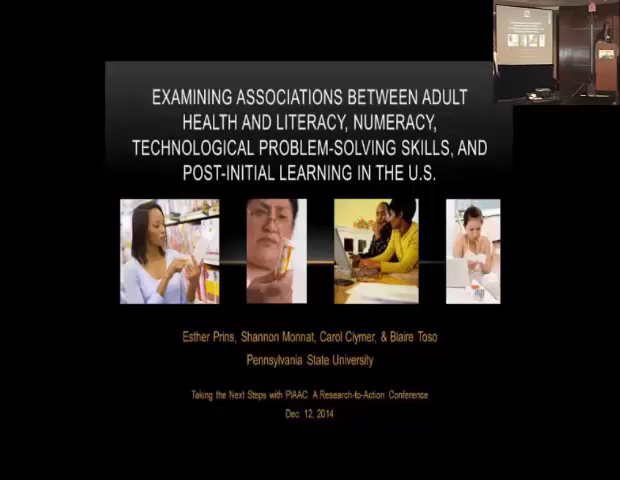 EXAMINING ASSOCIATIONS BETWEEN ADULT
HEALTH AND LITERACY, NUMERACY,
TECHNOLOGICAL PROBLEM-SOLVING SKILLS, AND
POST-INITIAL LEARNING IN THE U.S.
Esther Prins, Shannon Monnat, Carol Clymer, & Blaire Toso
Pennsylvania State University
Taking the Next Steps with PIAAC: A Research-to-Action Conference
Dec. 12, 2014